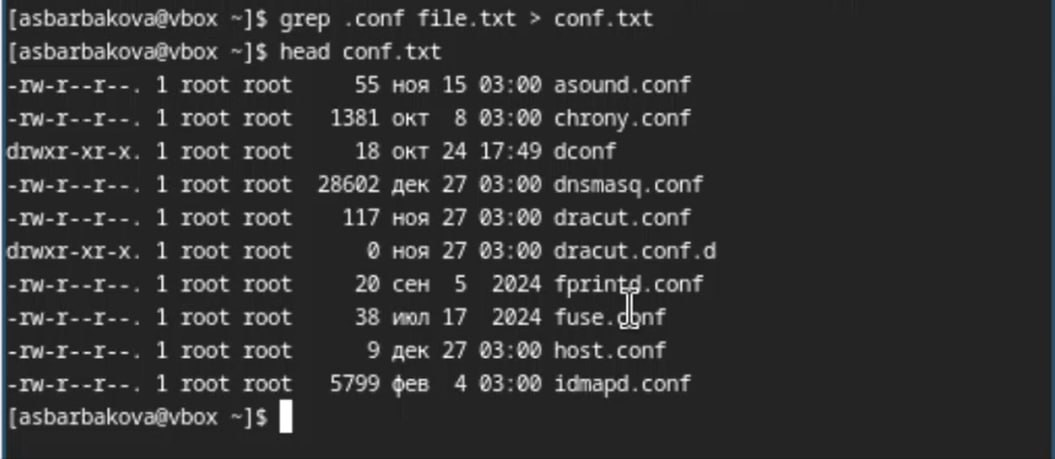 [asbarbakova@vbox ~]$ grep .conf file.txt > conf.txt
[asbarbakova@vbox ~]$ head conf.txt
-rw-r--r--. 1 root root    55 ноя 15 03:00 asound.conf
-rw-r--r--. 1 root root  1381 окт  8 03:00 chrony.conf
drwxr-xr-x. 1 root root    18 окт 24 17:49 dconf
-rw-r--r--. 1 root root 28602 дек 27 03:00 dnsmasq.conf
-rw-r--r--. 1 root root   117 ноя 27 03:00 dracut.conf
drwxr-xr-x. 1 root root     0 ноя 27 03:00 dracut.conf.d
-rw-r--r--. 1 root root    20 сен  5  2024 fprintd.conf
-rw-r--r--. 1 root root    38 июл 17  2024 fuse.conf
-rw-r--r--. 1 root root     9 дек 27 03:00 host.conf
-rw-r--r--. 1 root root  5799 фев  4 03:00 idmapd.conf
[asbarbakova@vbox ~]$